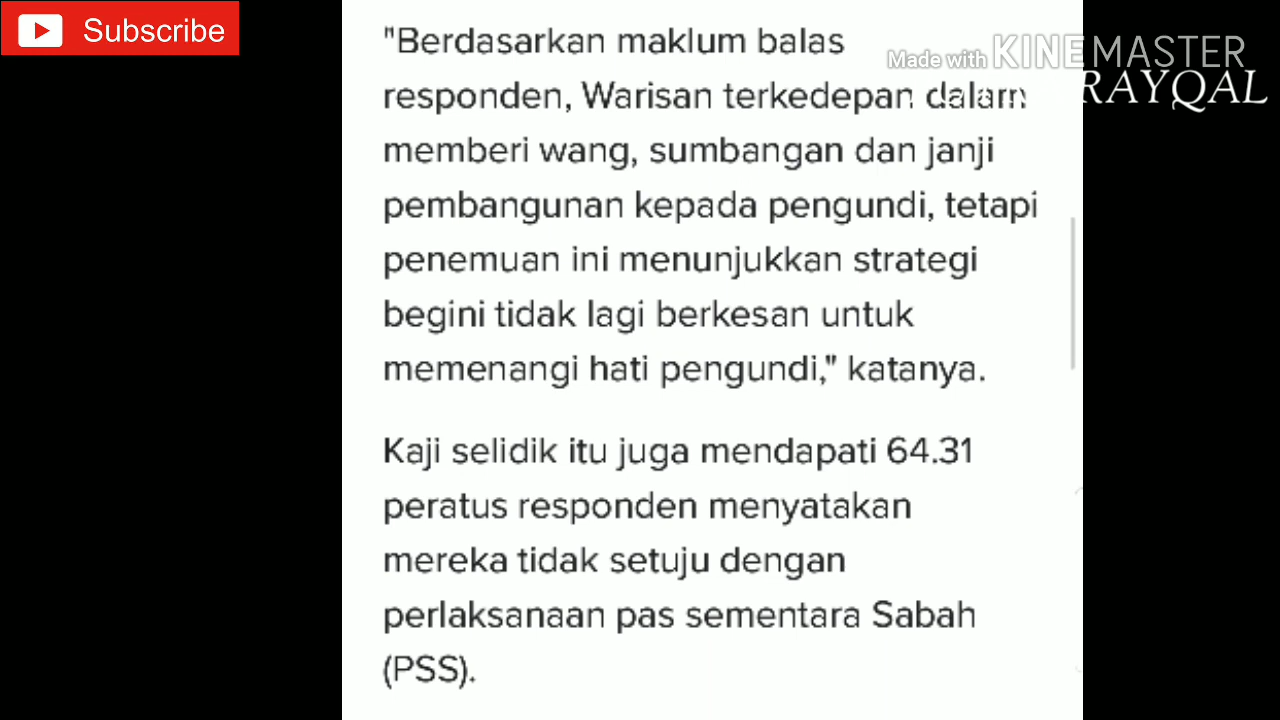 Subscribe
"Berdasarkan maklum balas
Made with KINEMASTER
responden, Warisan terkedepan dalam
RAYQAL
memberi wang, sumbangan dan janji
pembangunan kepada pengundi, tetapi
penemuan ini menunjukkan strategi
begini tidak lagi berkesan untuk
memenangi hati pengundi," katanya.
Kaji selidik itu juga mendapati 64.31
peratus responden menyatakan
mereka tidak setuju dengan
perlaksanaan pas sementara Sabah
(PSS).